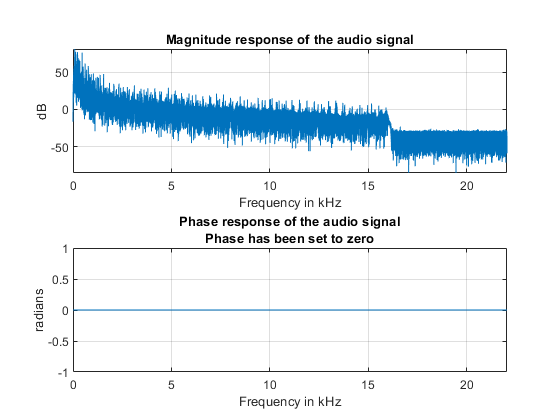 Magnitude response of the audio signal
50
0
-50
dB
0 5 10 15 20
Frequency in kHz
Phase response of the audio signal
Phase has been set to zero
1
0.5
0
-0.5
-1
radians
0 5 10 15 20
Frequency in kHz